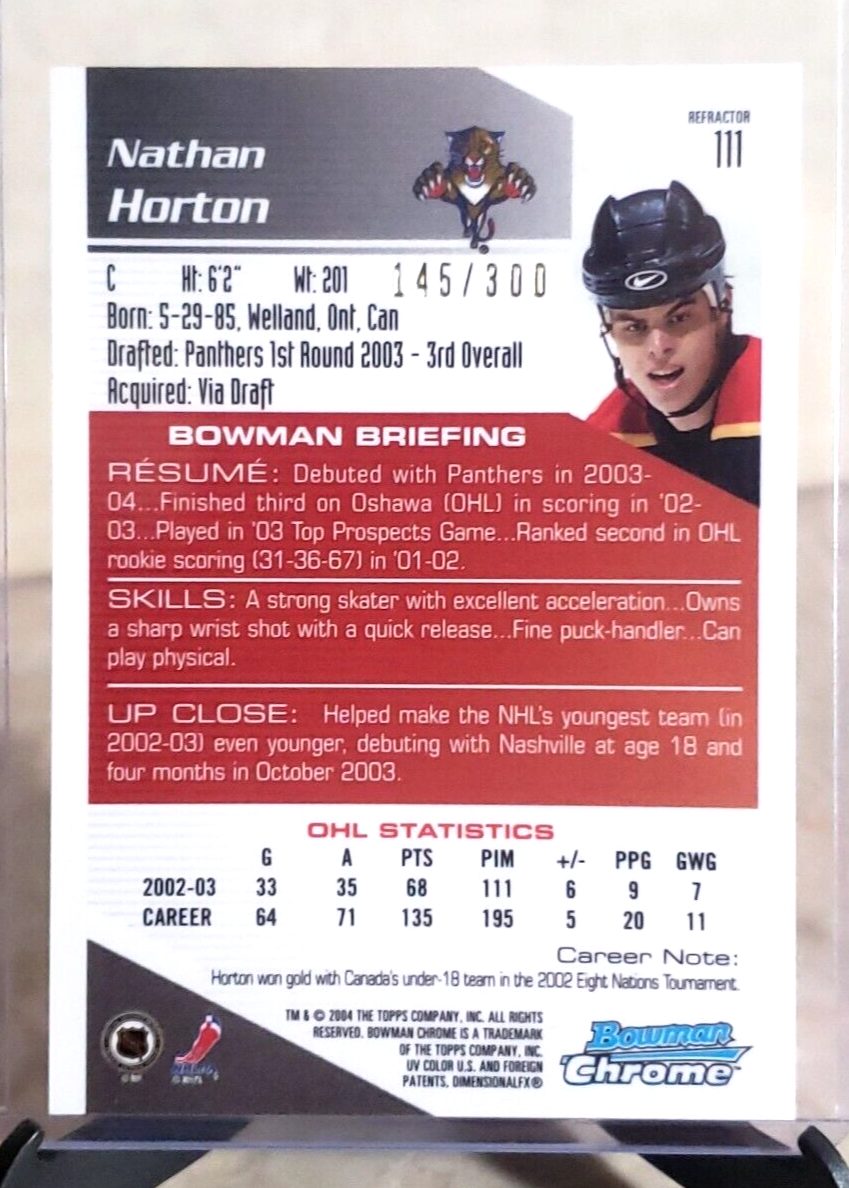 REFRACTOR
111
Nathan
Horton
C Ht: 6'2" Wt: 201 145/300
Born: 5-29-85, Welland, Ont, Can
Drafted: Panthers 1st Round 2003 - 3rd Overall
Acquired: Via Draft
BOWMAN BRIEFING
RÉSUMÉ: Debuted with Panthers in 2003-
04...Finished third on Oshawa (OHL) in scoring in '02-
03...Played in '03 Top Prospects Game...Ranked second in OHL
rookie scoring (31-36-67) in '01-02.
SKILLS: A strong skater with excellent acceleration...Owns
a sharp wrist shot with a quick release...Fine puck-handler...Can
play physical.
UP CLOSE: Helped make the NHL's youngest team (in
2002-03) even younger, debuting with Nashville at age 18 and
four months in October 2003.
OHL STATISTICS
G A PTS PIM +/- PPG GWG
2002-03 33 35 68 111 6 9 7
CAREER 64 71 135 195 5 20 11
Career Note:
Horton won gold with Canada's under-18 team in the 2002 Eight Nations Tournament.
TM & © 2004 THE TOPPS COMPANY, INC. ALL RIGHTS
RESERVED. BOWMAN CHROME IS A TRADEMARK
OF THE TOPPS COMPANY, INC.
UV COLOR U.S. AND FOREIGN
PATENTS, DIMENSIONALFX®
Bowman
Chrome™